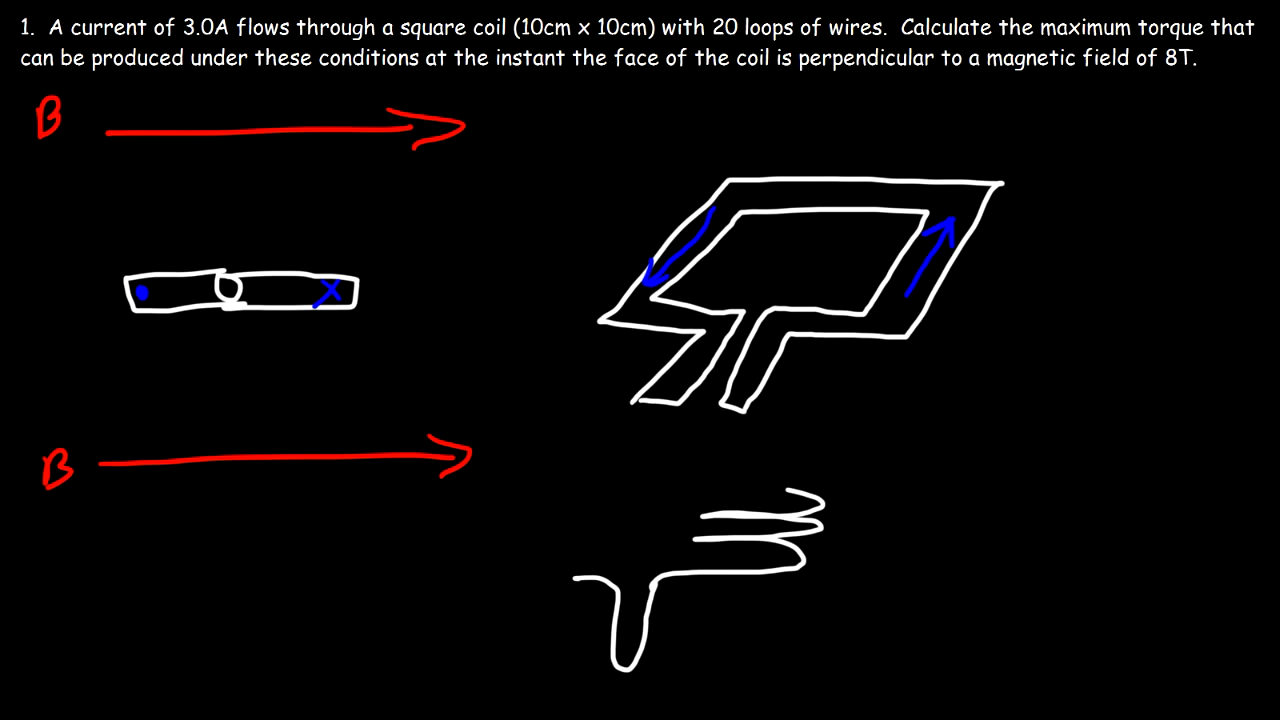 1. A current of 3.0A flows through a square coil (10cm x 10cm) with 20 loops of wires. Calculate the maximum torque that
can be produced under these conditions at the instant the face of the coil is perpendicular to a magnetic field of 8T.
B
X
B